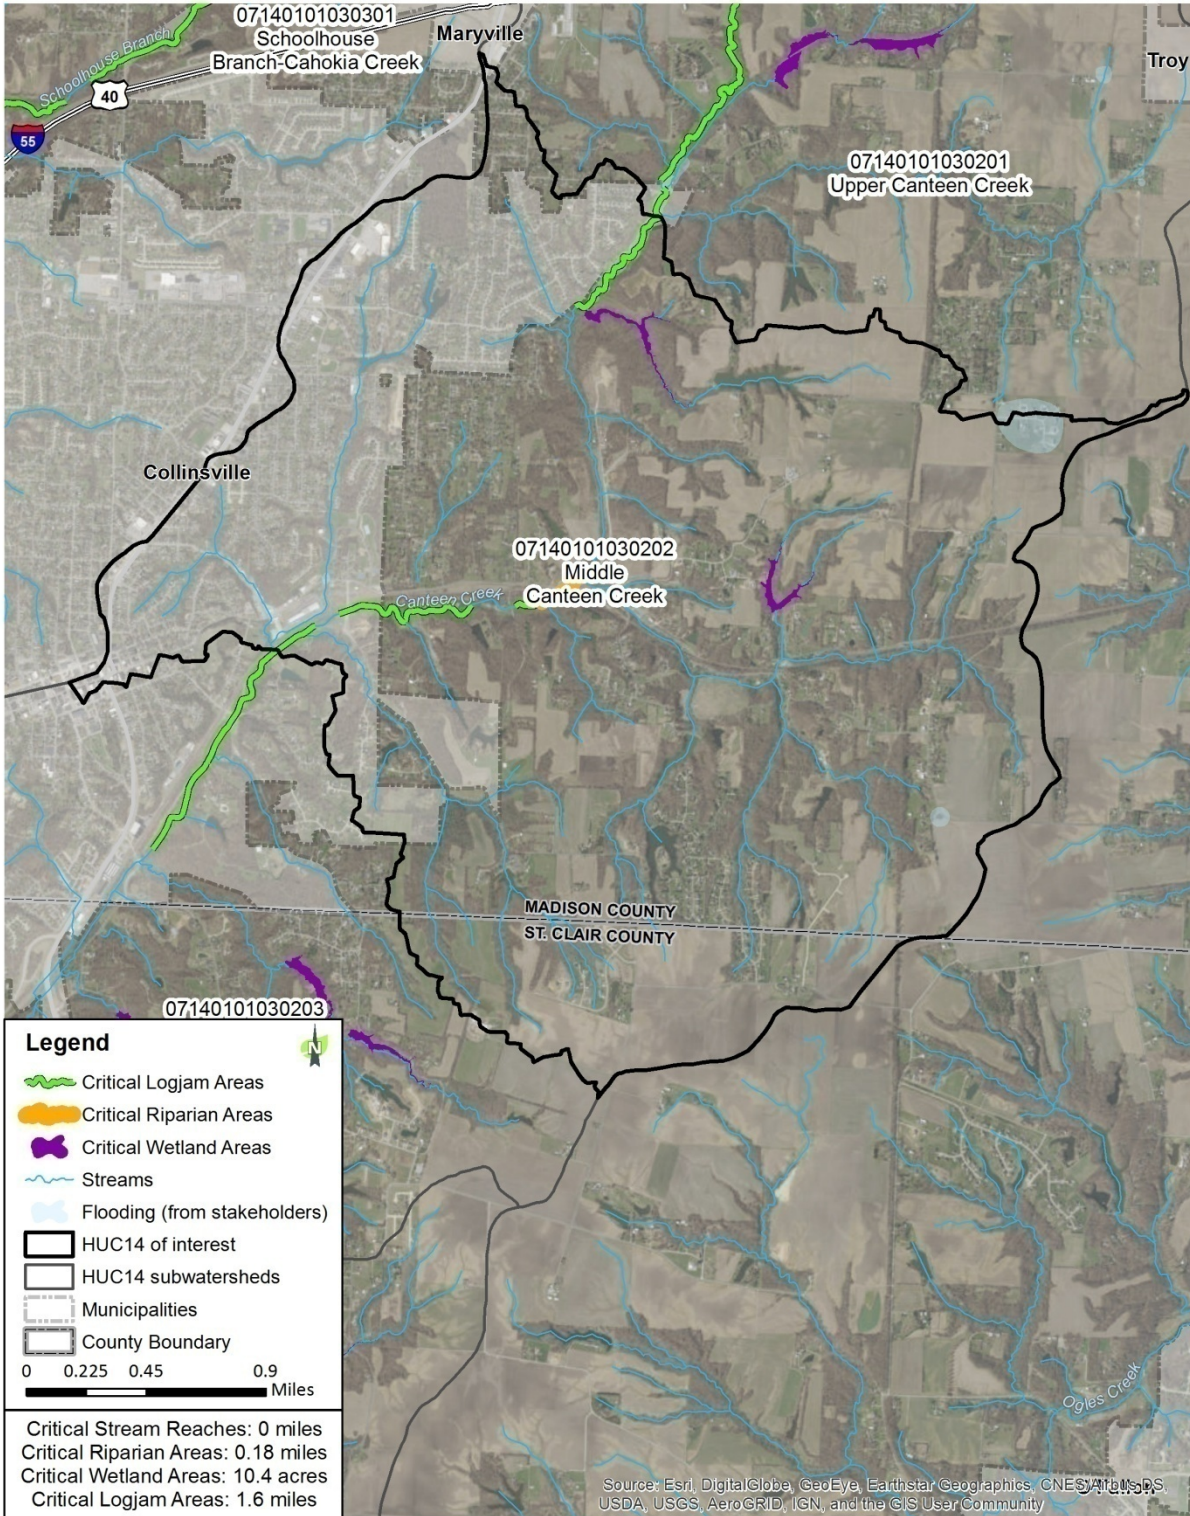 07140101030301
Schoolhouse
Branch-Cahokia Creek
Maryville
Troy
Schoolhouse Branch
40
55
07140101030201
Upper Canteen Creek
Collinsville
07140101030202
Middle
Canteen Creek
Canteen Creek
MADISON COUNTY
ST. CLAIR COUNTY
07140101030203
Legend
N
Critical Logjam Areas
Critical Riparian Areas
Critical Wetland Areas
Streams
Flooding (from stakeholders)
HUC14 of interest
HUC14 subwatersheds
Municipalities
County Boundary
0 0.225 0.45 0.9
Miles
Critical Stream Reaches: 0 miles
Critical Riparian Areas: 0.18 miles
Critical Wetland Areas: 10.4 acres
Critical Logjam Areas: 1.6 miles
Ogles Creek
Source: Esri, DigitalGlobe, GeoEye, Earthstar Geographics, CNES/Airbus DS,
USDA, USGS, AeroGRID, IGN, and the GIS User Community